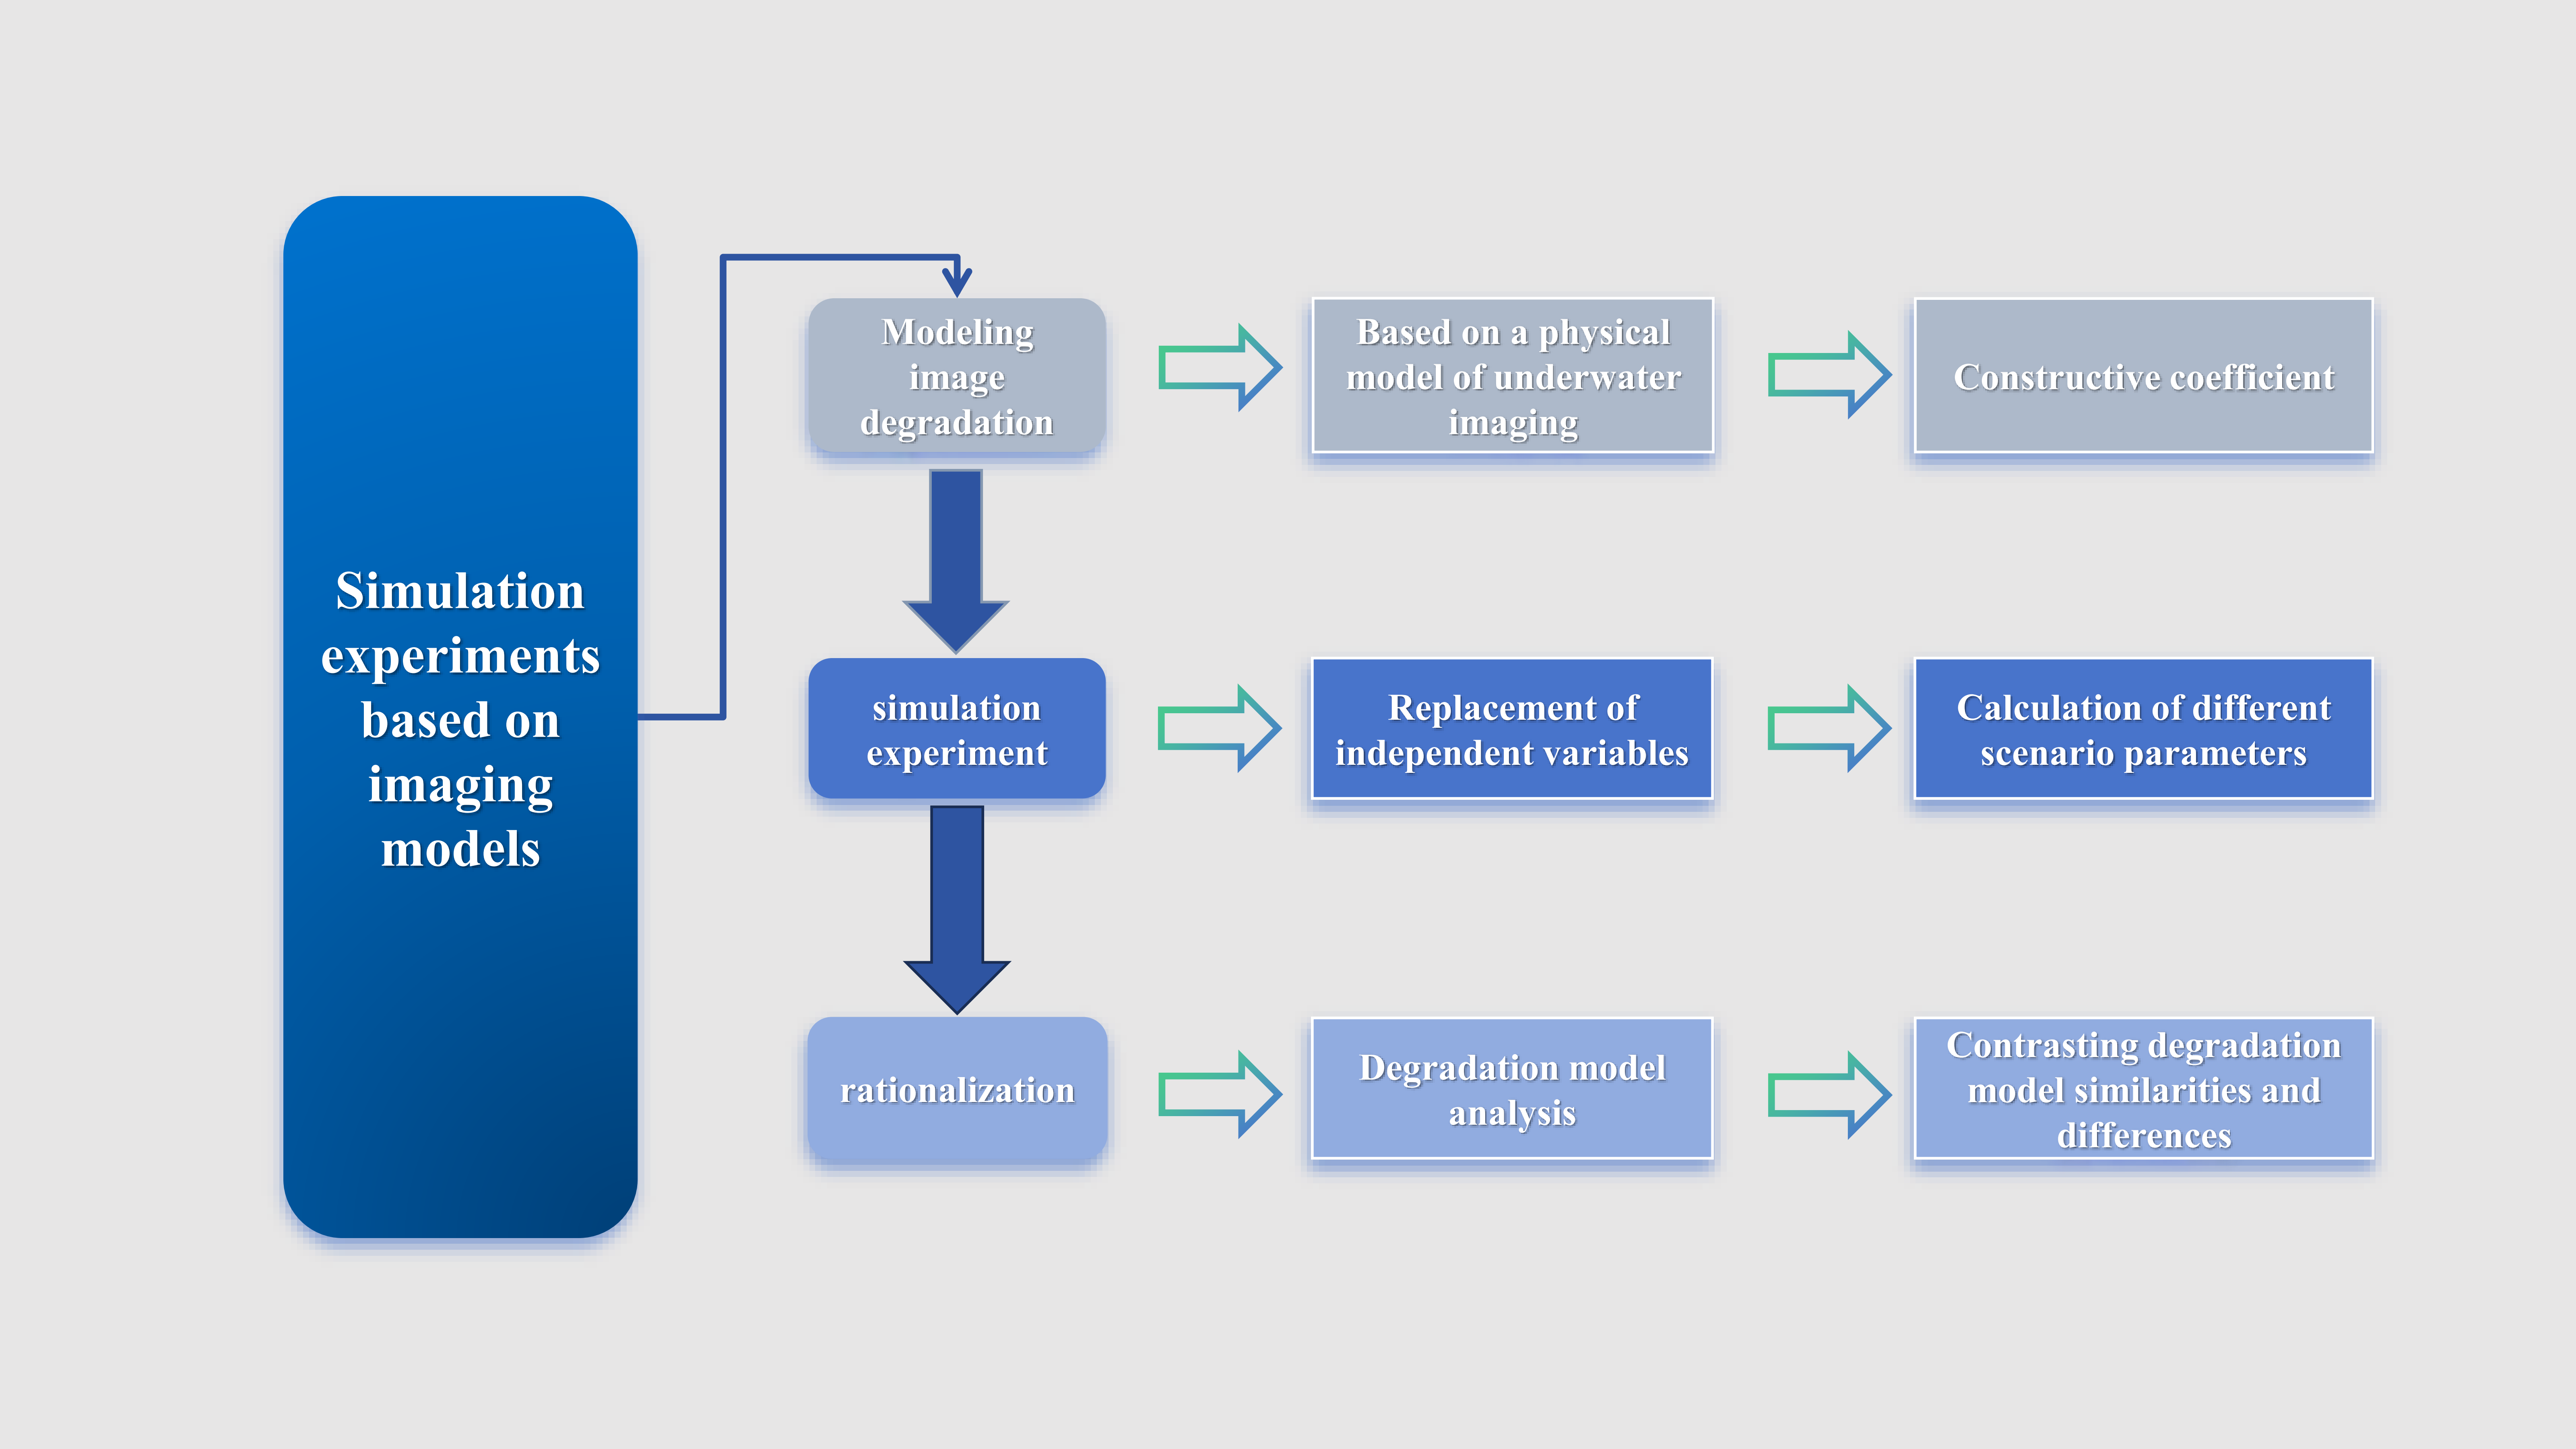 Simulation
experiments
based on
imaging
models
Modeling
image
degradation
Based on a physical
model of underwater
imaging
Constructive coefficient
simulation
experiment
Replacement of
independent variables
Calculation of different
scenario parameters
rationalization
Degradation model
analysis
Contrasting degradation
model similarities and
differences